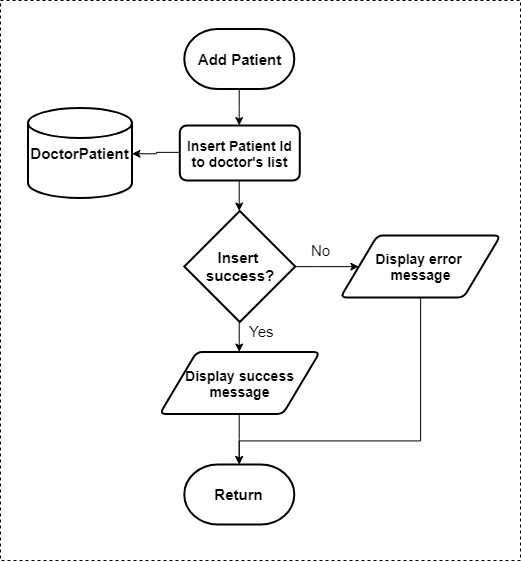 Add Patient
DoctorPatient
Insert Patient Id
to doctor's list
Insert
success?
No
Display error
message
Yes
Display success
message
Return